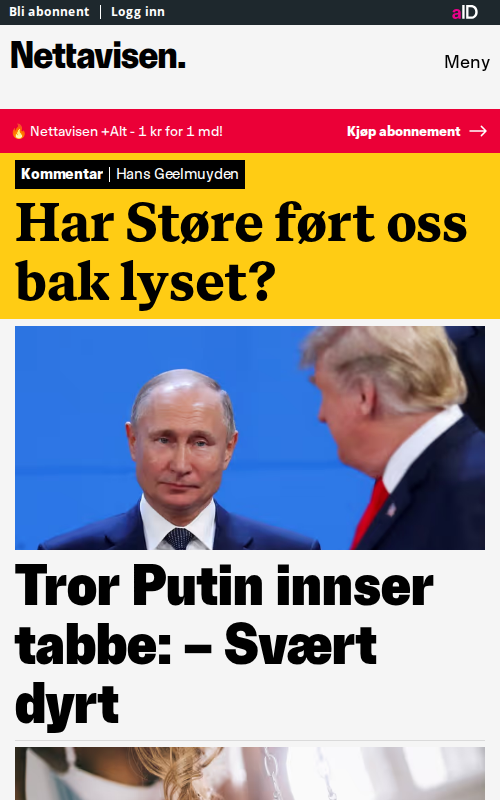 Bli abonnent | Logg inn
aID
Nettavisen.
Meny
🔥 Nettavisen +Alt - 1 kr for 1 md!
Kjøp abonnement →
Kommentar | Hans Geelmuyden
Har Støre ført oss
bak lyset?
Tror Putin innser
tabbe: – Svært
dyrt